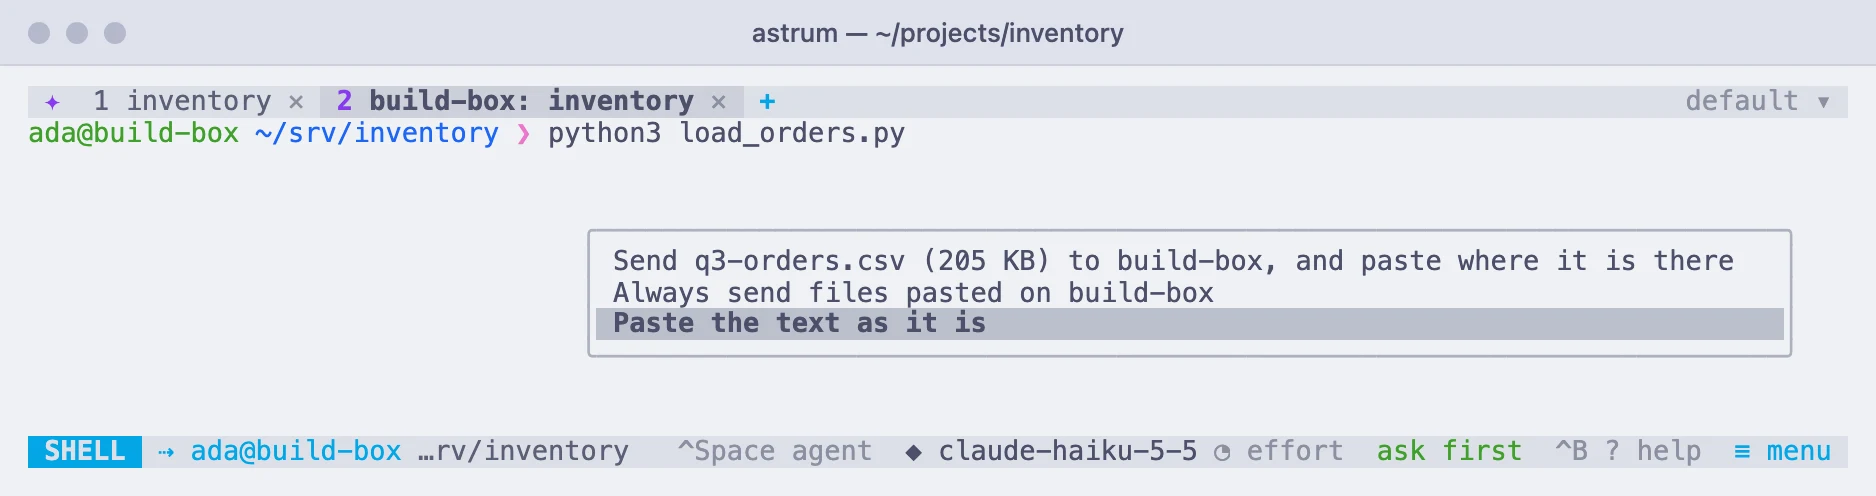 astrum — ~/projects/inventory
✦ 1 inventory × 2 build-box: inventory × + default ▾
ada@build-box ~/srv/inventory ❯ python3 load_orders.py
Send q3-orders.csv (205 KB) to build-box, and paste where it is there
Always send files pasted on build-box
Paste the text as it is
SHELL ⇢ ada@build-box …rv/inventory ^Space agent ◆ claude-haiku-5-5 ◔ effort ask first ^B ? help ≡ menu